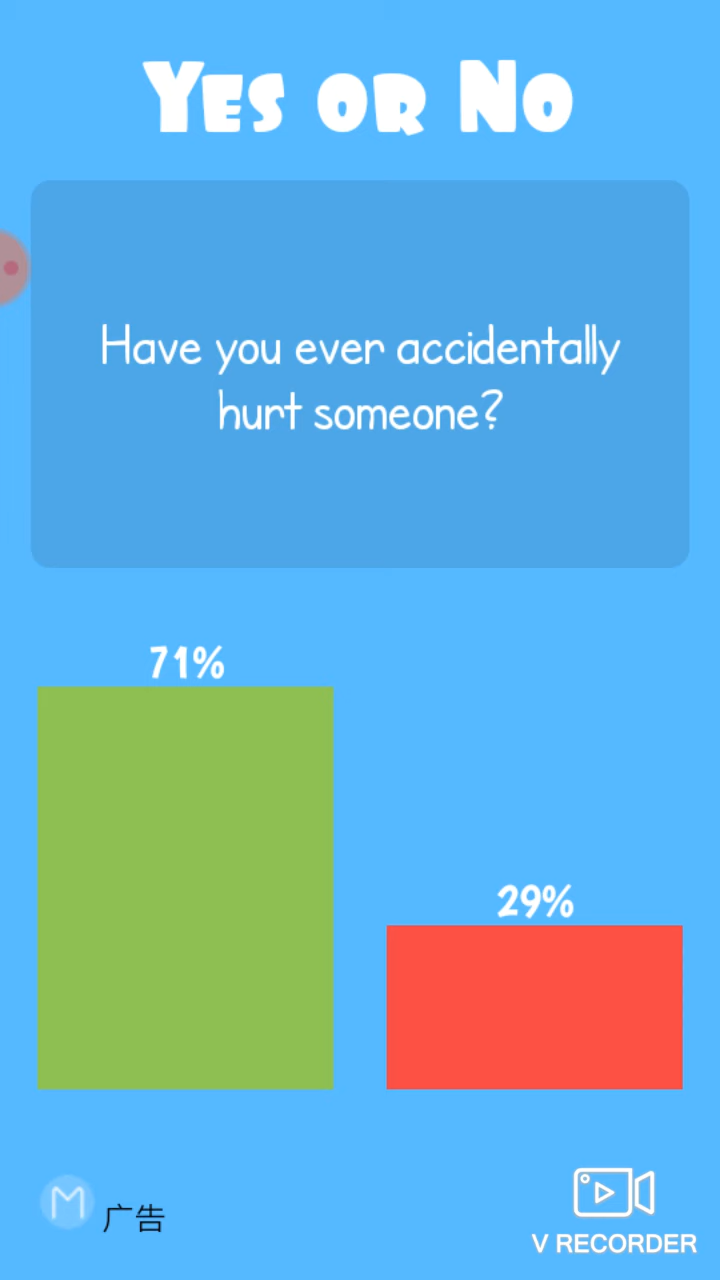 Yes or No
Have you ever accidentally
hurt someone?
71%
29%
M 广告
V RECORDER